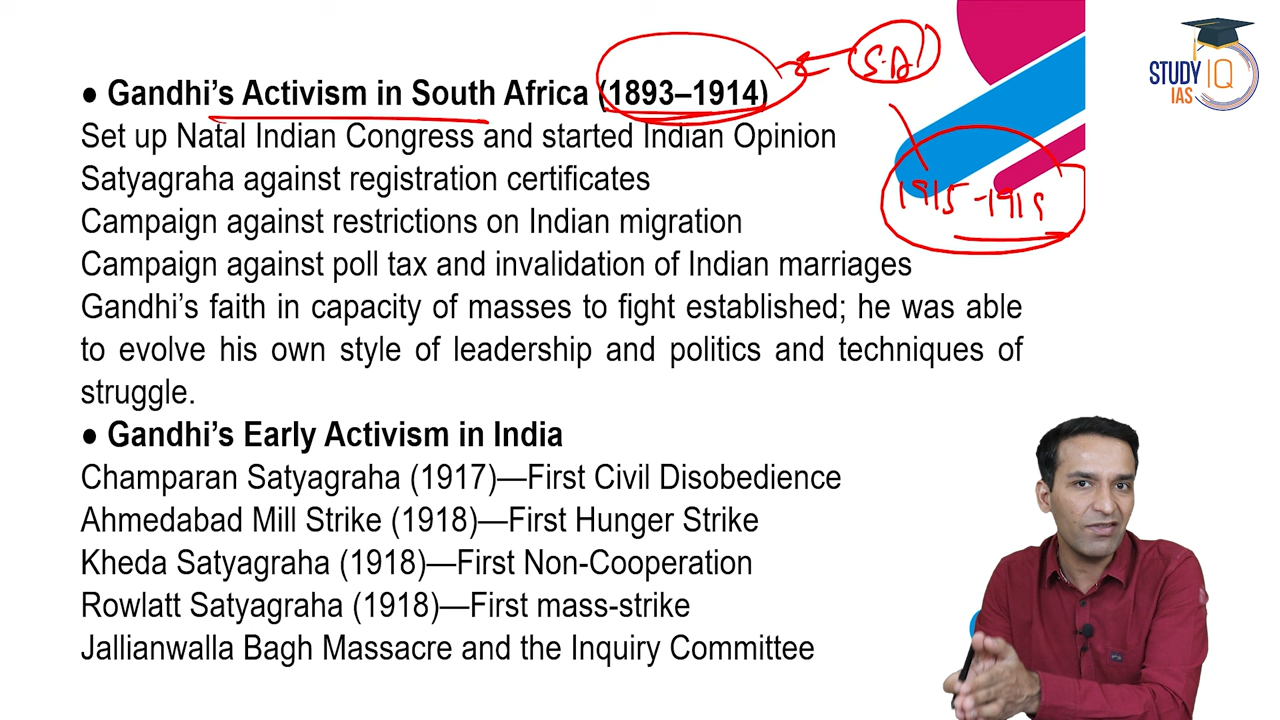 ● Gandhi's Activism in South Africa (1893–1914)
S.A
STUDY IQ
IAS
Set up Natal Indian Congress and started Indian Opinion
Satyagraha against registration certificates
1915-1919
Campaign against restrictions on Indian migration
Campaign against poll tax and invalidation of Indian marriages
Gandhi's faith in capacity of masses to fight established; he was able
to evolve his own style of leadership and politics and techniques of
struggle.
● Gandhi's Early Activism in India
Champaran Satyagraha (1917)—First Civil Disobedience
Ahmedabad Mill Strike (1918)—First Hunger Strike
Kheda Satyagraha (1918)—First Non-Cooperation
Rowlatt Satyagraha (1918)—First mass-strike
Jallianwalla Bagh Massacre and the Inquiry Committee